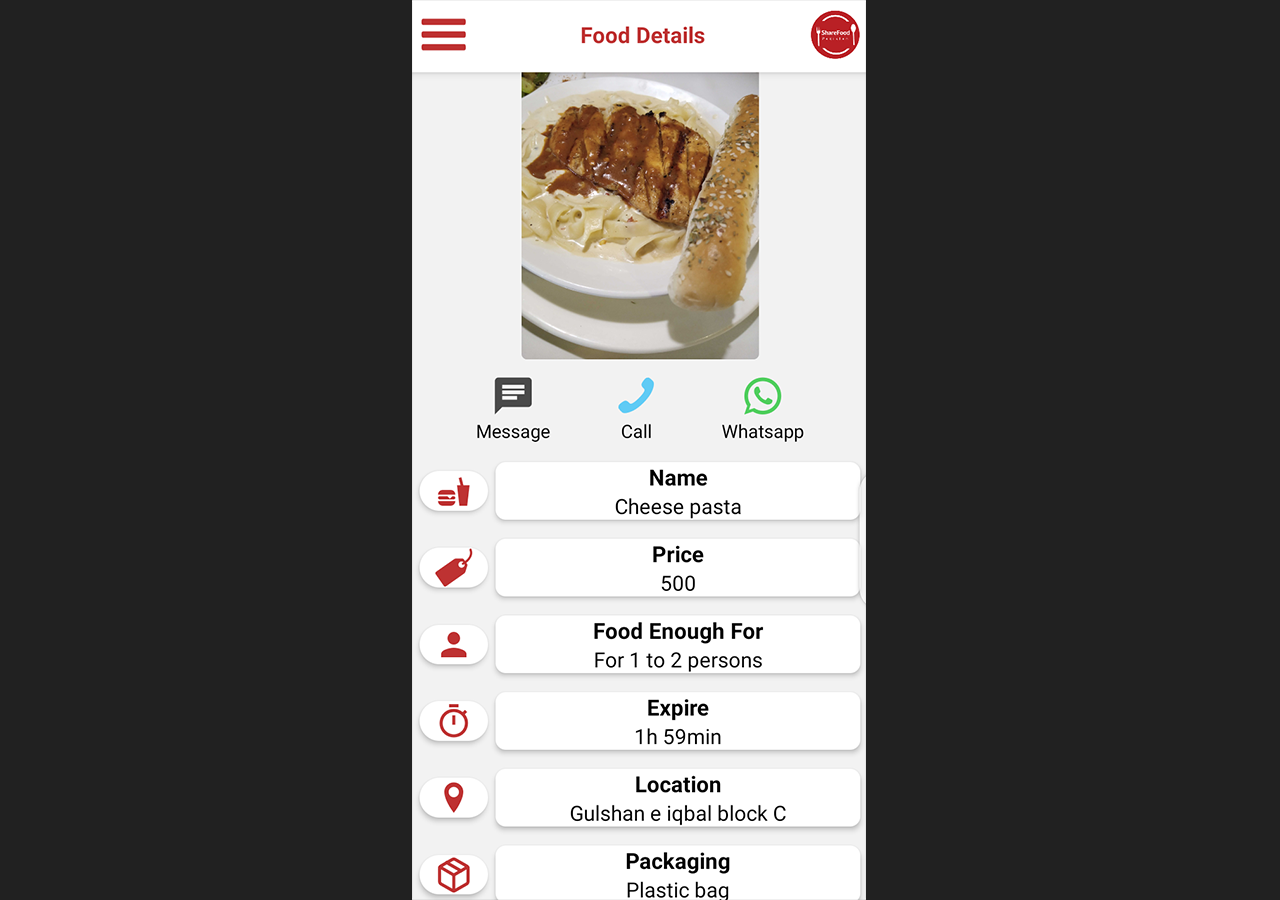 Food Details
ShareFood
Pakistan
Message
Call
Whatsapp
Name
Cheese pasta
Price
500
Food Enough For
For 1 to 2 persons
Expire
1h 59min
Location
Gulshan e iqbal block C
Packaging
Plastic bag